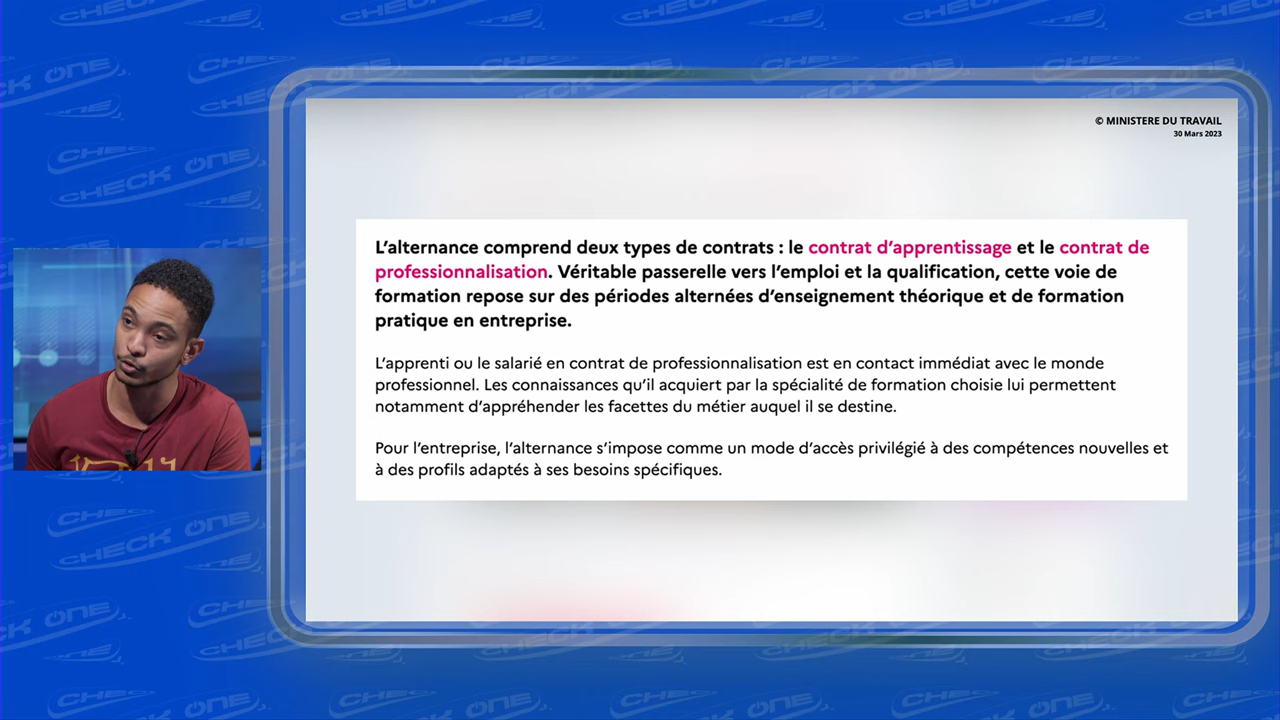 © MINISTERE DU TRAVAIL
30 Mars 2023
L’alternance comprend deux types de contrats : le contrat d’apprentissage et le contrat de
professionnalisation. Véritable passerelle vers l’emploi et la qualification, cette voie de
formation repose sur des périodes alternées d’enseignement théorique et de formation
pratique en entreprise.
L’apprenti ou le salarié en contrat de professionnalisation est en contact immédiat avec le monde
professionnel. Les connaissances qu’il acquiert par la spécialité de formation choisie lui permettent
notamment d’appréhender les facettes du métier auquel il se destine.
Pour l’entreprise, l’alternance s’impose comme un mode d’accès privilégié à des compétences nouvelles et
à des profils adaptés à ses besoins spécifiques.
CHECK ONE